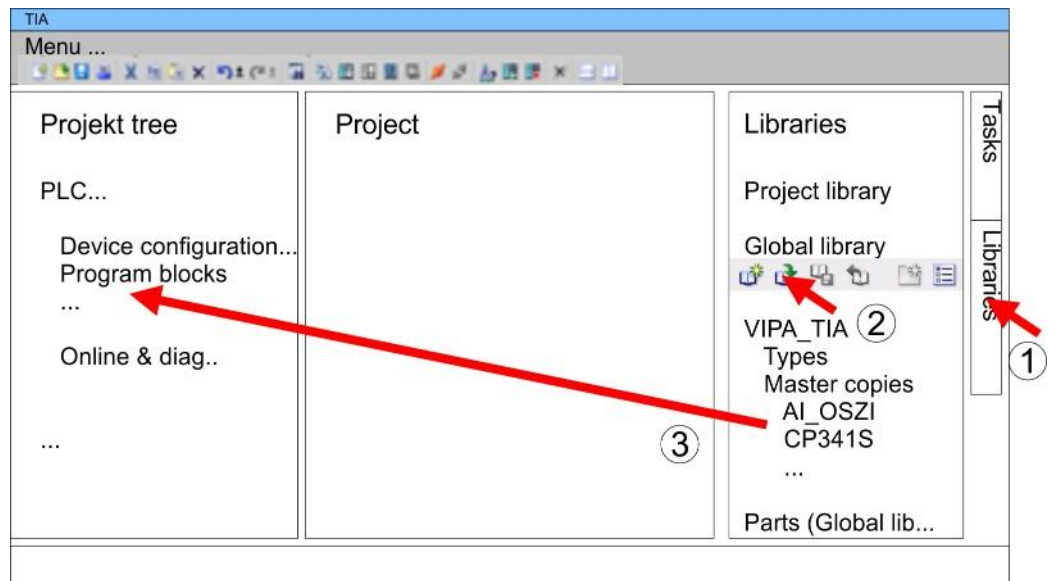 TIA
Menu ...
Projekt tree
PLC...
Device configuration...
Program blocks
...
Online & diag..
...
Project
③
Libraries
Project library
Global library
②
VIPA_TIA
Types
Master copies
AI_OSZI
CP341S
...
Parts (Global lib...
Tasks
Libraries
①